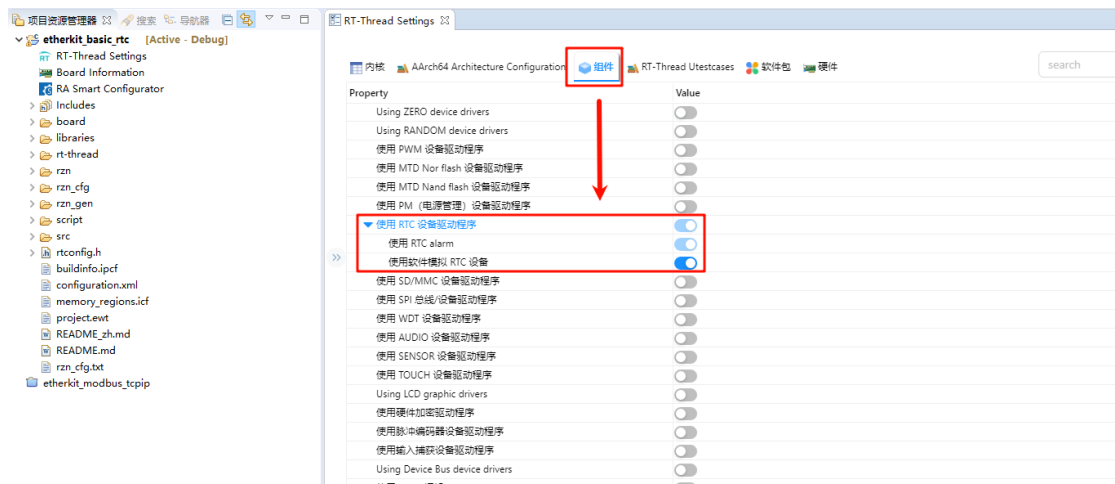 项目资源管理器 搜索 导航器
etherkit_basic_rtc [Active - Debug]
RT-Thread Settings
Board Information
RA Smart Configurator
Includes
board
libraries
rt-thread
rzn
rzn_cfg
rzn_gen
script
src
rtconfig.h
buildinfo.ipcf
configuration.xml
memory_regions.icf
project.ewt
README_zh.md
README.md
rzn_cfg.txt
etherkit_modbus_tcpip
RT-Thread Settings
内核 AArch64 Architecture Configuration 组件 RT-Thread Utestcases 软件包 硬件
search
Property Value
Using ZERO device drivers
Using RANDOM device drivers
使用 PWM 设备驱动程序
使用 MTD Nor flash 设备驱动程序
使用 MTD Nand flash 设备驱动程序
使用 PM（电源管理）设备驱动程序
使用 RTC 设备驱动程序
使用 RTC alarm
使用软件模拟 RTC 设备
使用 SD/MMC 设备驱动程序
使用 SPI 总线/设备驱动程序
使用 WDT 设备驱动程序
使用 AUDIO 设备驱动程序
使用 SENSOR 设备驱动程序
使用 TOUCH 设备驱动程序
Using LCD graphic drivers
使用硬件加密驱动程序
使用脉冲编码器设备驱动程序
使用输入捕获设备驱动程序
Using Device Bus device drivers